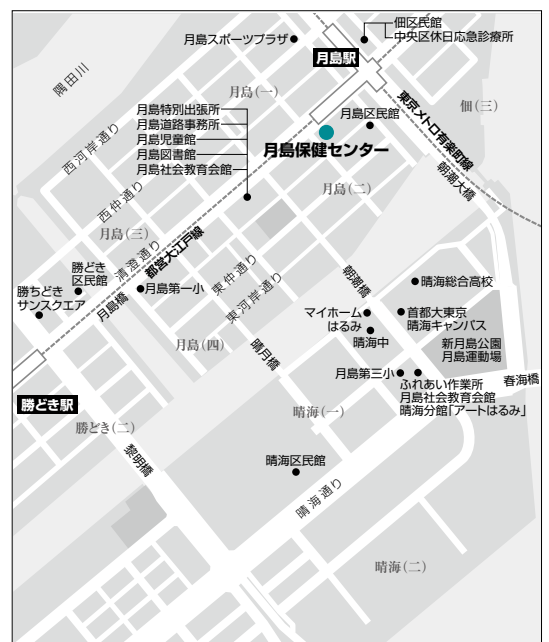 佃区民館
中央区休日応急診療所
月島スポーツプラザ
月島駅
隅田川
月島(一)
佃(三)
東京メトロ有楽町線
月島特別出張所
月島道路事務所
月島児童館
月島図書館
月島社会教育会館
月島区民館
月島保健センター
西河岸通り
西仲通り
月島(二)
朝潮大橋
月島(三)
清澄通り
都営大江戸線
東仲通り
東河岸通り
朝潮橋
勝どき
区民館
月島第一小
月島橋
勝ちどき
サンスクエア
晴海総合高校
マイホーム
はるみ
首都大東京
晴海キャンパス
晴海中
新月島公園
月島運動場
月島(四)
晴月橋
月島第三小
ふれあい作業所
月島社会教育会館
晴海分館「アートはるみ」
春海橋
勝どき駅
勝どき(二)
晴海(一)
黎明橋
晴海区民館
晴海通り
晴海(二)